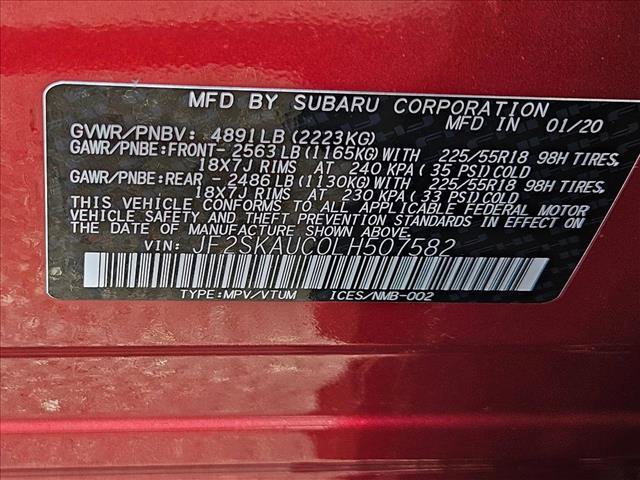 MFD BY SUBARU CORPORATION
GVWR/PNBV: 4891LB (2223KG) MFD IN 01/20
GAWR/PNBE:FRONT- 2563LB (1165KG) WITH 225/55R18 98H TIRES,
18X7J RIMS AT 240 KPA ( 35 PSI) COLD
GAWR/PNBE:REAR - 2486LB (1130KG) WITH 225/55R18 98H TIRES,
18X7J RIMS AT 230 KPA ( 33 PSI) COLD
THIS VEHICLE CONFORMS TO ALL APPLICABLE FEDERAL MOTOR
VEHICLE SAFETY AND BUMPER STANDARDS IN EFFECT ON
THE DATE OF MANUFACTURE SHOWN ABOVE.
VIN: JF2SKAUC0LH507582
TYPE:MPV/VTUM ICES/NMB-002